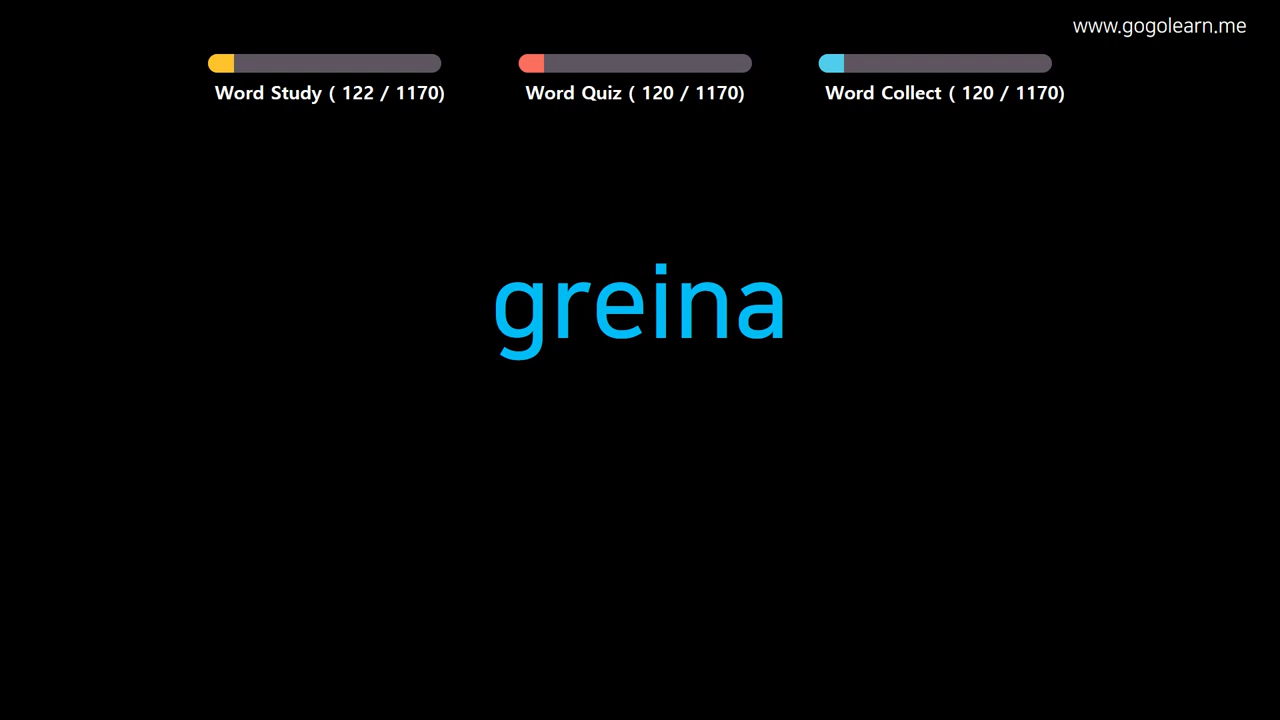 www.gogolearn.me
Word Study ( 122 / 1170)
Word Quiz ( 120 / 1170)
Word Collect ( 120 / 1170)
greina